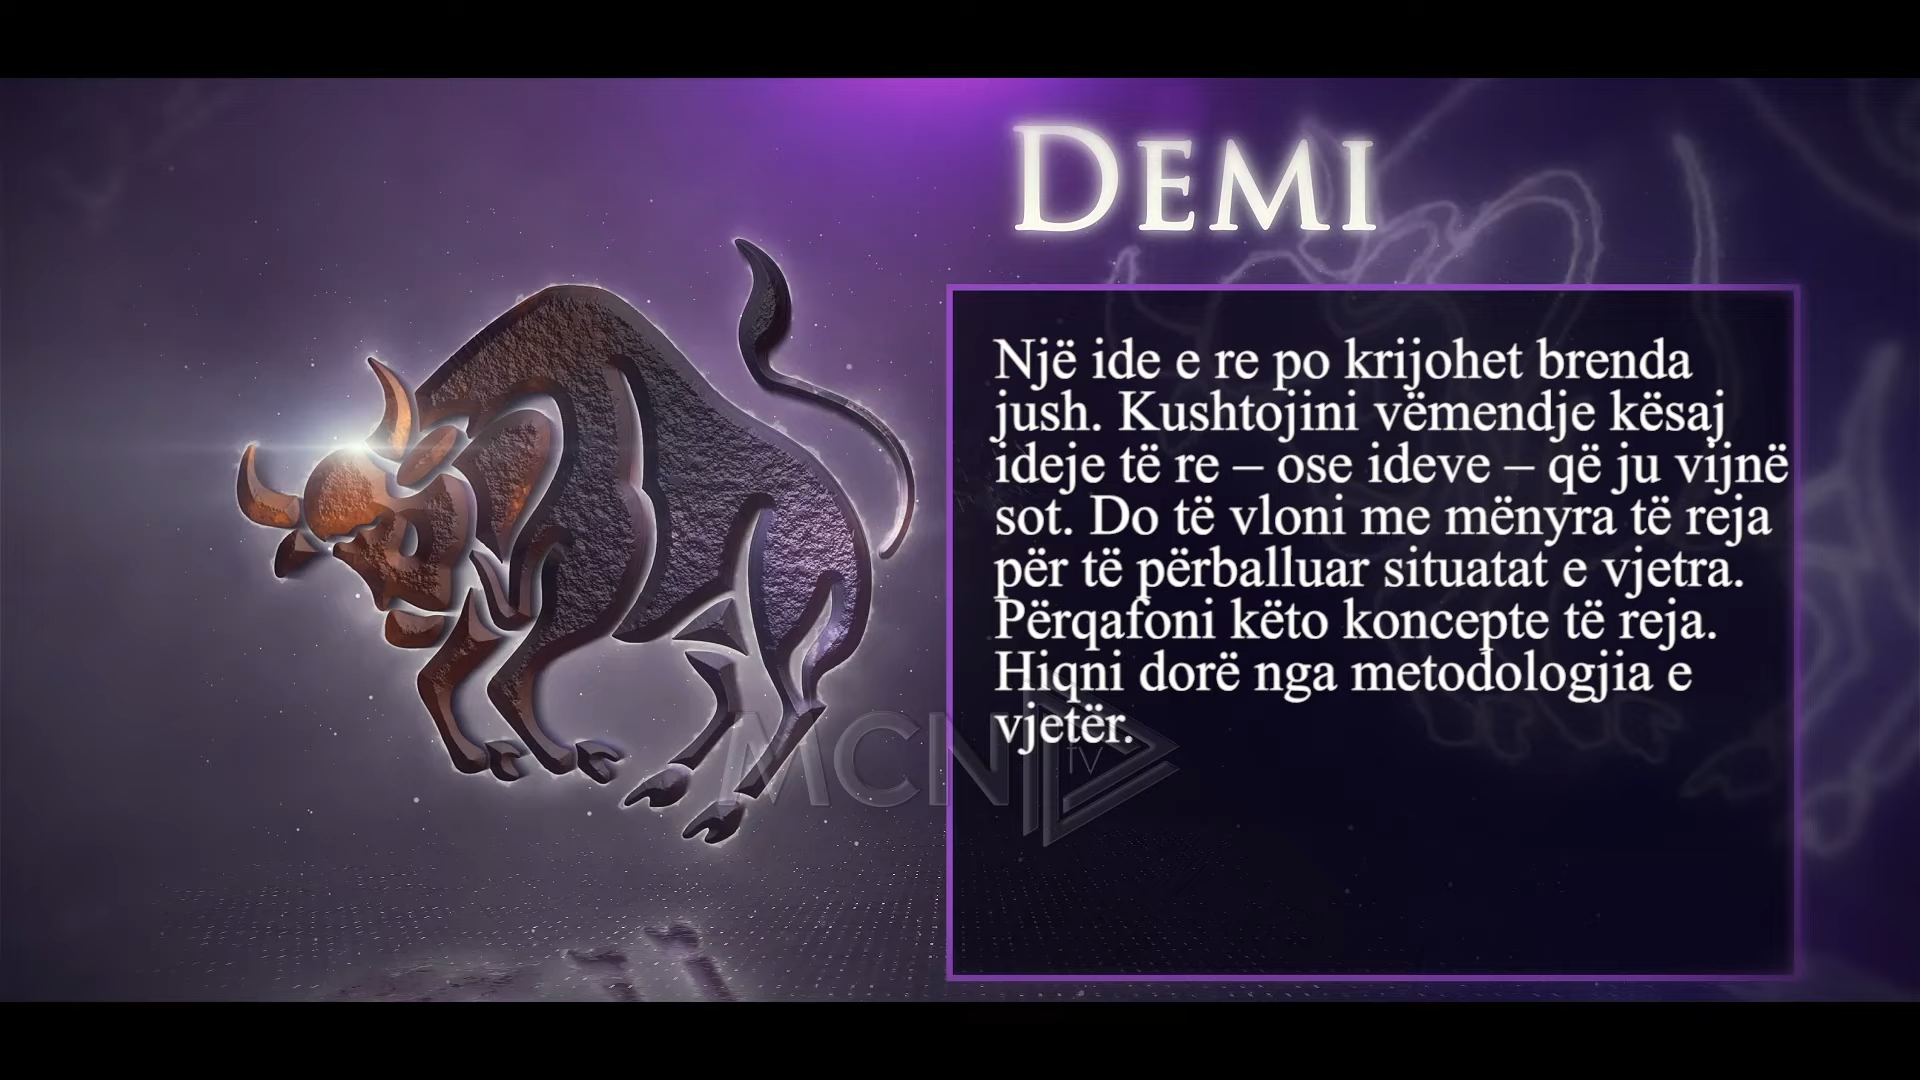 DEMI
Një ide e re po krijohet brenda
jush. Kushtojini vëmendje kësaj
ideje të re – ose ideve – që ju vijnë
sot. Do të vloni me mënyra të reja
për të përballuar situatat e vjetra.
Përqafoni këto koncepte të reja.
Hiqni dorë nga metodologjia e
vjetër.
MCN TV